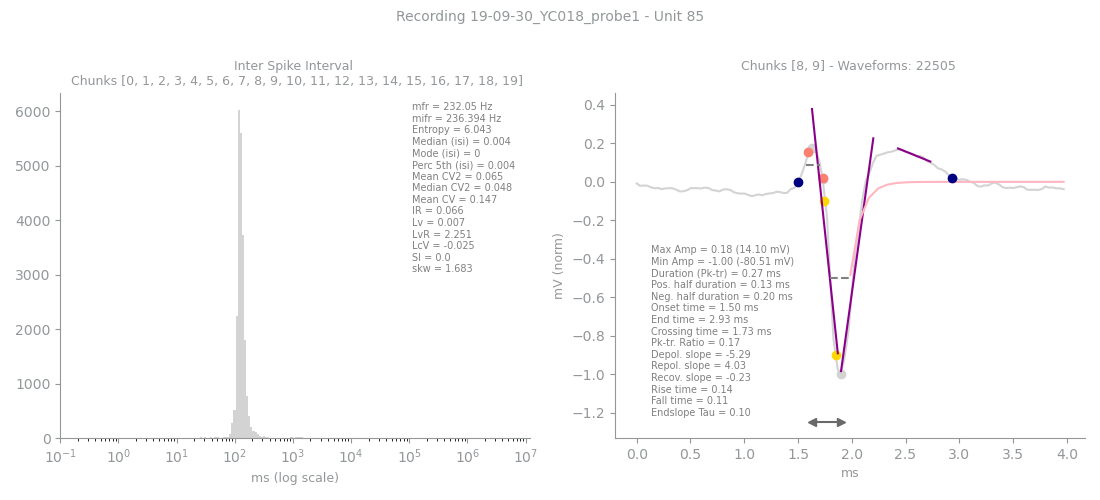 Recording 19-09-30_YC018_probe1 - Unit 85
Inter Spike Interval
Chunks [0, 1, 2, 3, 4, 5, 6, 7, 8, 9, 10, 11, 12, 13, 14, 15, 16, 17, 18, 19]
6000
5000
4000
3000
2000
1000
0
mfr = 232.05 Hz
mifr = 236.394 Hz
Entropy = 6.043
Median (isi) = 0.004
Mode (isi) = 0
Perc 5th (isi) = 0.004
Mean CV2 = 0.065
Median CV2 = 0.048
Mean CV = 0.147
IR = 0.066
Lv = 0.007
LvR = 2.251
LcV = -0.025
SI = 0.0
skw = 1.683
10⁻¹ 10⁰ 10¹ 10² 10³ 10⁴ 10⁵ 10⁶ 10⁷
ms (log scale)
Chunks [8, 9] - Waveforms: 22505
mV (norm)
0.4
0.2
0.0
−0.2
−0.4
−0.6
−0.8
−1.0
−1.2
Max Amp = 0.18 (14.10 mV)
Min Amp = -1.00 (-80.51 mV)
Duration (Pk-tr) = 0.27 ms
Pos. half duration = 0.13 ms
Neg. half duration = 0.20 ms
Onset time = 1.50 ms
End time = 2.93 ms
Crossing time = 1.73 ms
Pk-tr. Ratio = 0.17
Depol. slope = -5.29
Repol. slope = 4.03
Recov. slope = -0.23
Rise time = 0.14
Fall time = 0.11
Endslope Tau = 0.10
0.0 0.5 1.0 1.5 2.0 2.5 3.0 3.5 4.0
ms